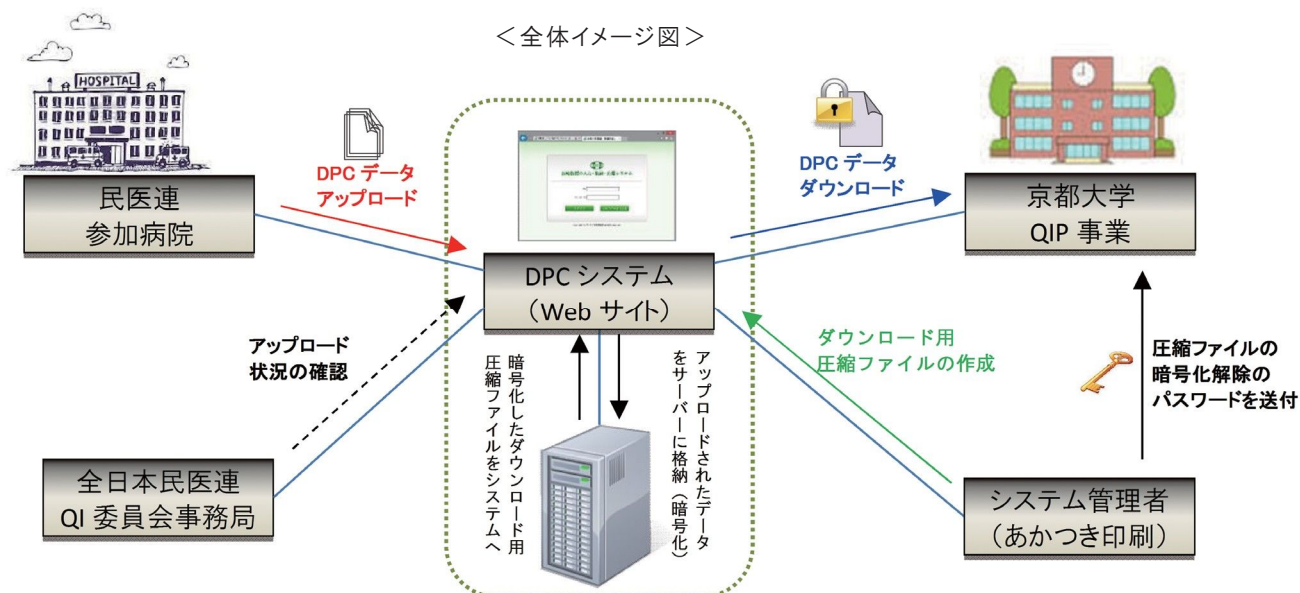 ＜全体イメージ図＞
HOSPITAL
DPC データ
アップロード
DPC データ
ダウンロード
民医連
参加病院
京都大学
QIP 事業
DPC システム
（Web サイト）
アップロード
状況の確認
ダウンロード用
圧縮ファイルの作成
圧縮ファイルの
暗号化解除の
パスワードを送付
アップロードされたデータ
をサーバーに格納（暗号化）
暗号化したダウンロード用
圧縮ファイルをシステムへ
全日本民医連
QI 委員会事務局
システム管理者
（あかつき印刷）